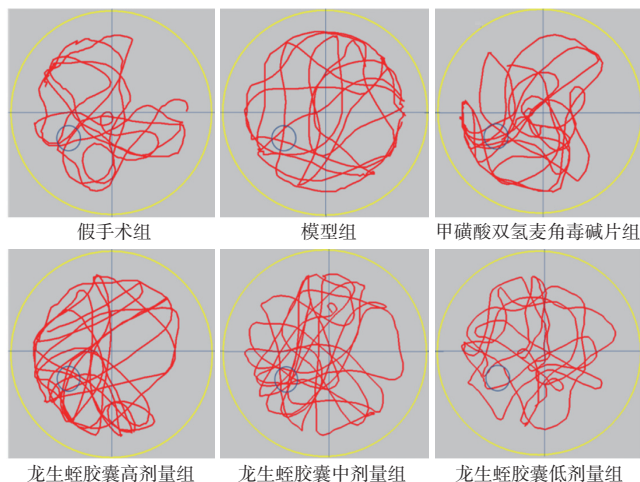 假手术组
模型组
甲磺酸双氢麦角毒碱片组
龙生蛭胶囊高剂量组
龙生蛭胶囊中剂量组
龙生蛭胶囊低剂量组